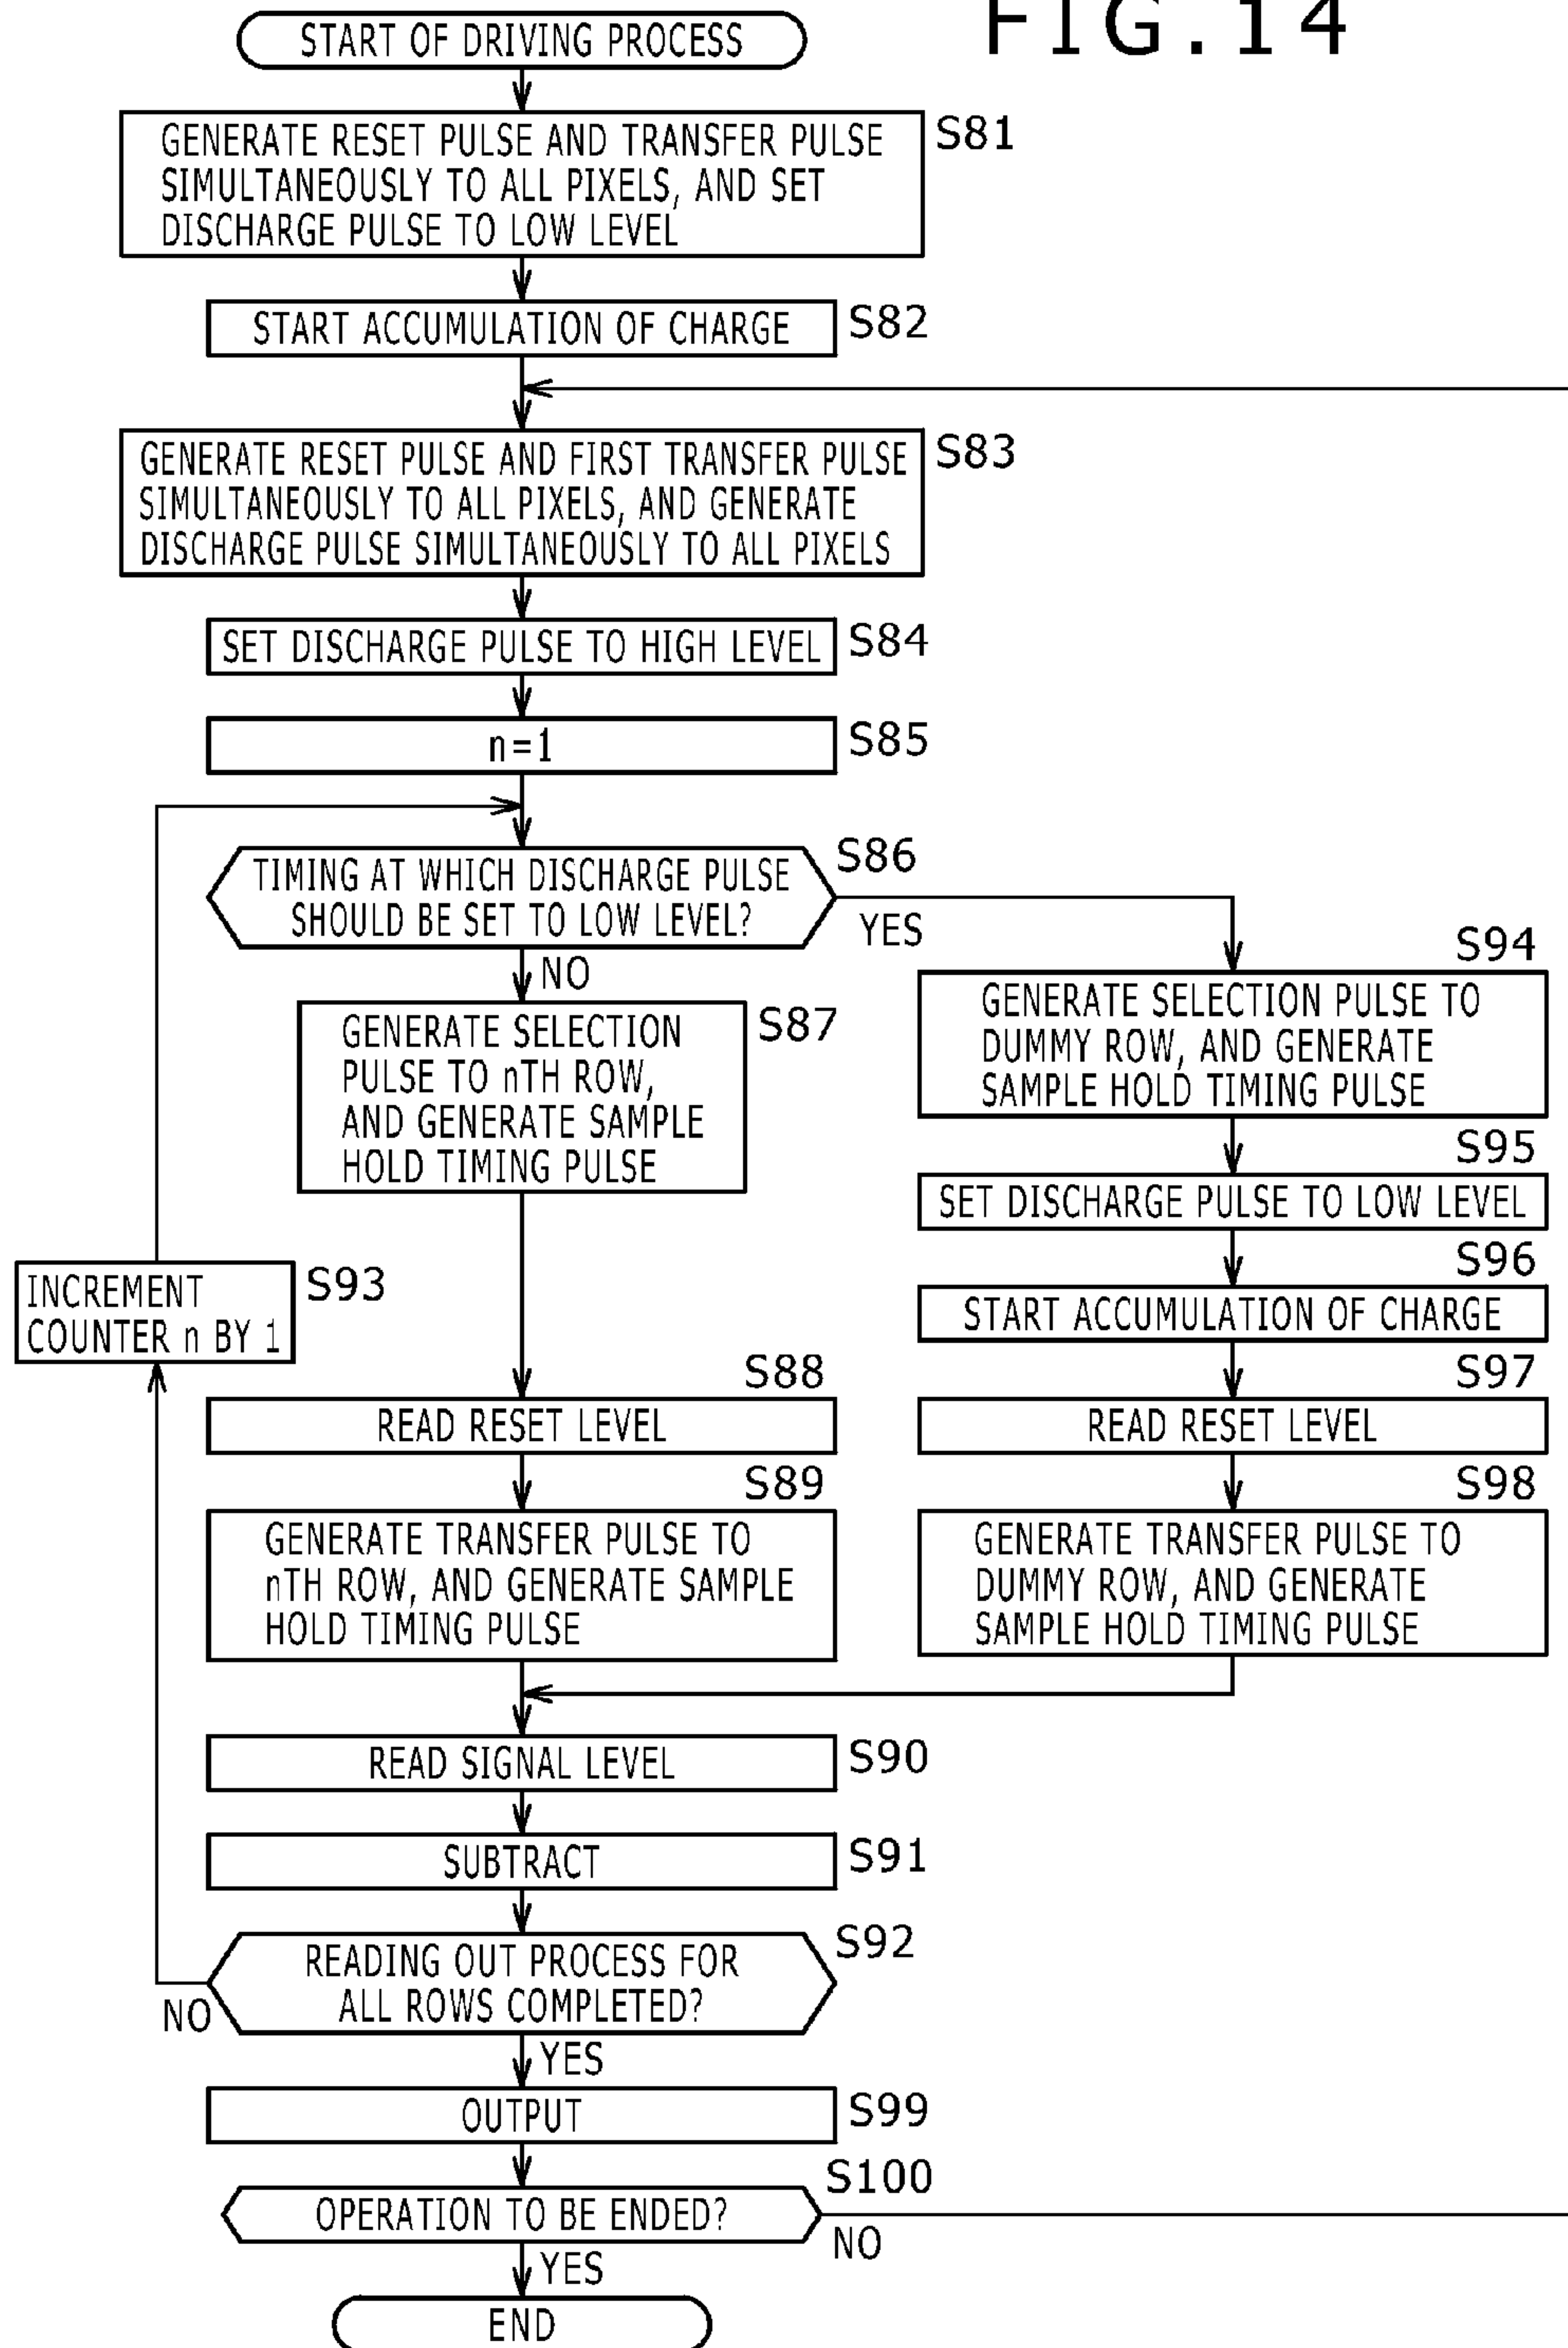 FIG.14
START OF DRIVING PROCESS
GENERATE RESET PULSE AND TRANSFER PULSE
SIMULTANEOUSLY TO ALL PIXELS, AND SET
DISCHARGE PULSE TO LOW LEVEL
S81
START ACCUMULATION OF CHARGE
S82
GENERATE RESET PULSE AND FIRST TRANSFER PULSE
SIMULTANEOUSLY TO ALL PIXELS, AND GENERATE
DISCHARGE PULSE SIMULTANEOUSLY TO ALL PIXELS
S83
SET DISCHARGE PULSE TO HIGH LEVEL
S84
n=1
S85
TIMING AT WHICH DISCHARGE PULSE
SHOULD BE SET TO LOW LEVEL?
S86
YES
NO
GENERATE SELECTION
PULSE TO nTH ROW,
AND GENERATE SAMPLE
HOLD TIMING PULSE
S87
S94
GENERATE SELECTION PULSE TO
DUMMY ROW, AND GENERATE
SAMPLE HOLD TIMING PULSE
S95
SET DISCHARGE PULSE TO LOW LEVEL
S96
START ACCUMULATION OF CHARGE
INCREMENT
COUNTER n BY 1
S93
S88
READ RESET LEVEL
S97
READ RESET LEVEL
S89
GENERATE TRANSFER PULSE TO
nTH ROW, AND GENERATE SAMPLE
HOLD TIMING PULSE
S98
GENERATE TRANSFER PULSE TO
DUMMY ROW, AND GENERATE
SAMPLE HOLD TIMING PULSE
READ SIGNAL LEVEL
S90
SUBTRACT
S91
READING OUT PROCESS FOR
ALL ROWS COMPLETED?
S92
NO
YES
OUTPUT
S99
OPERATION TO BE ENDED?
S100
NO
YES
END